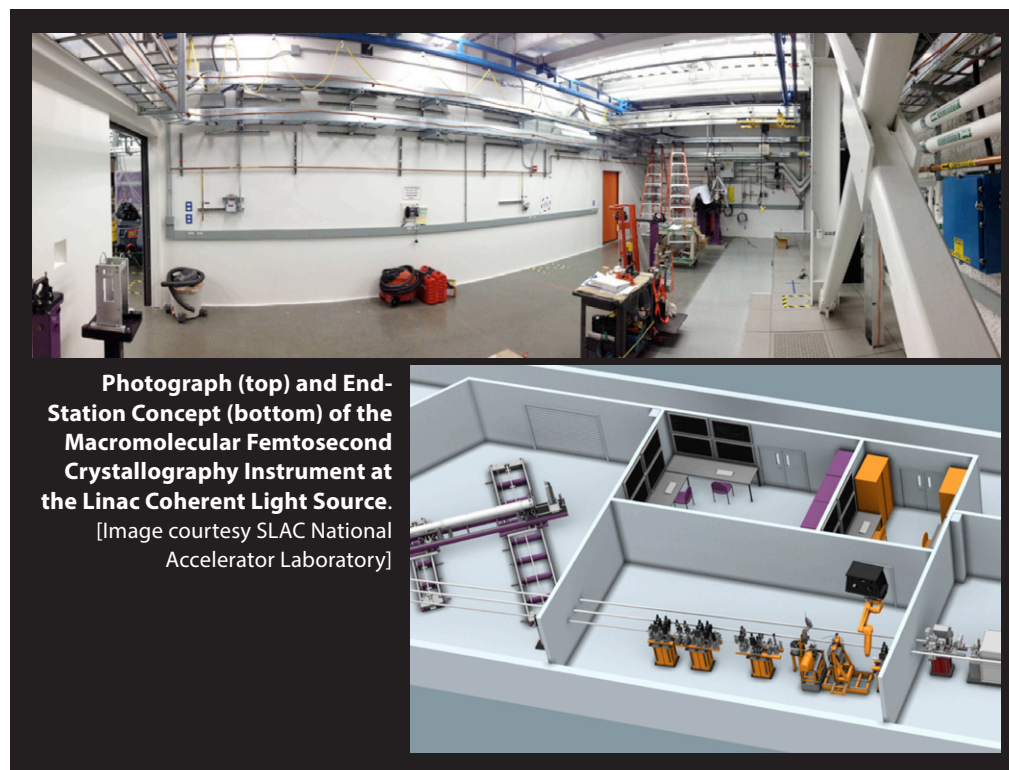 Photograph (top) and End-
Station Concept (bottom) of the
Macromolecular Femtosecond
Crystallography Instrument at
the Linac Coherent Light Source.
[Image courtesy SLAC National
Accelerator Laboratory]